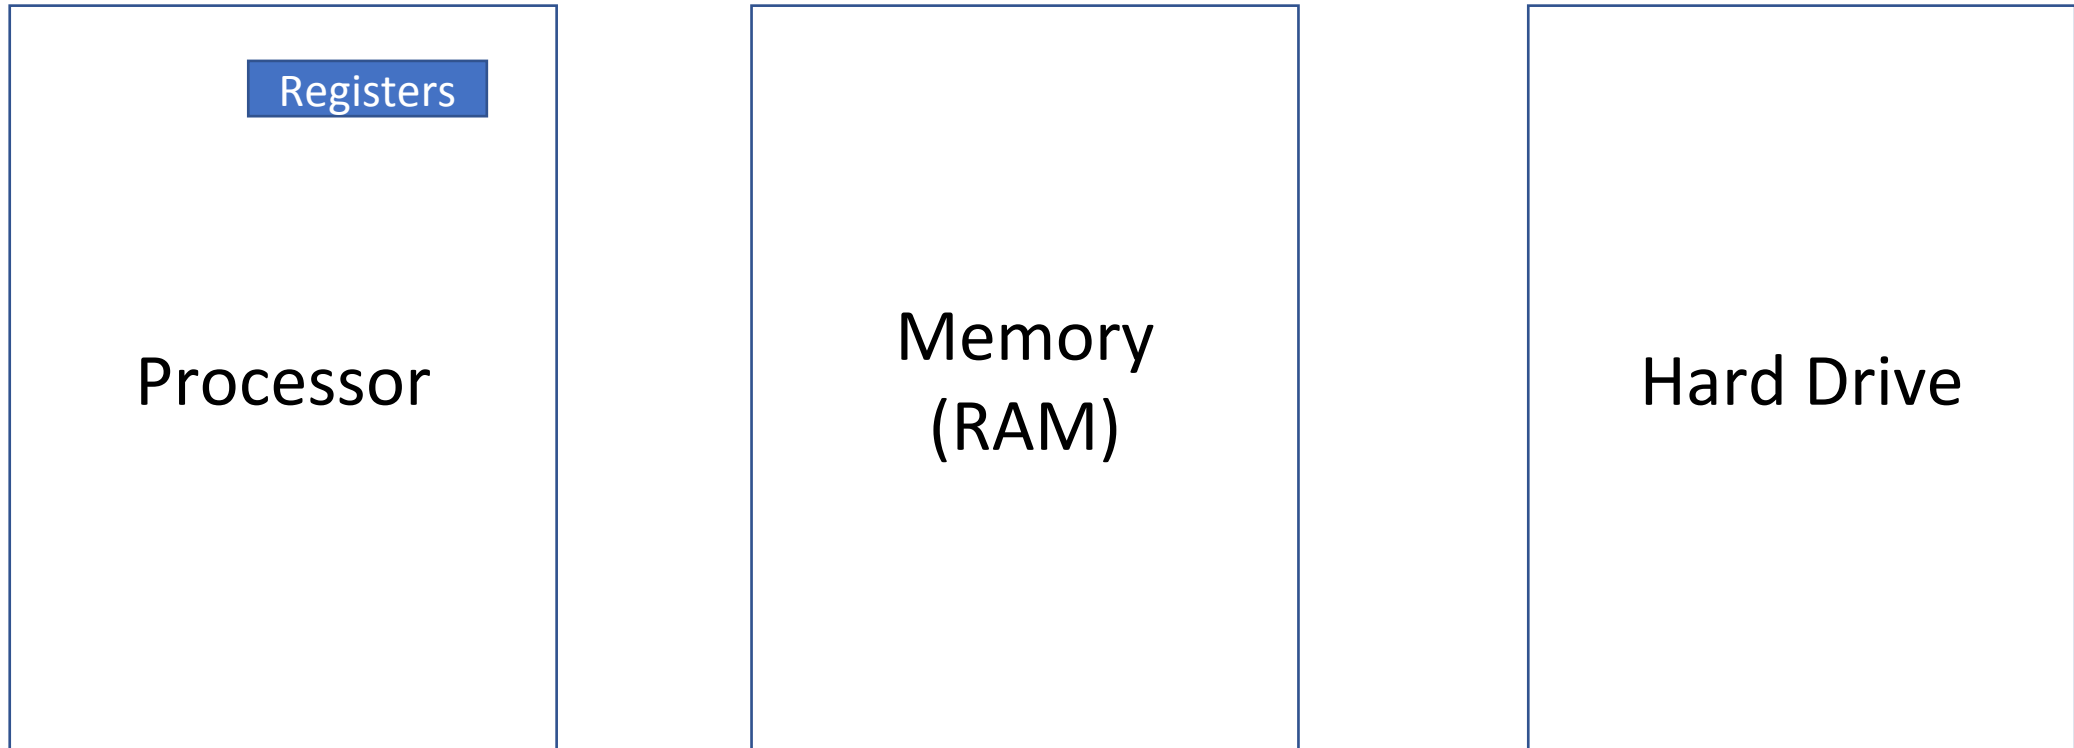 Registers
Processor
Memory
(RAM)
Hard Drive